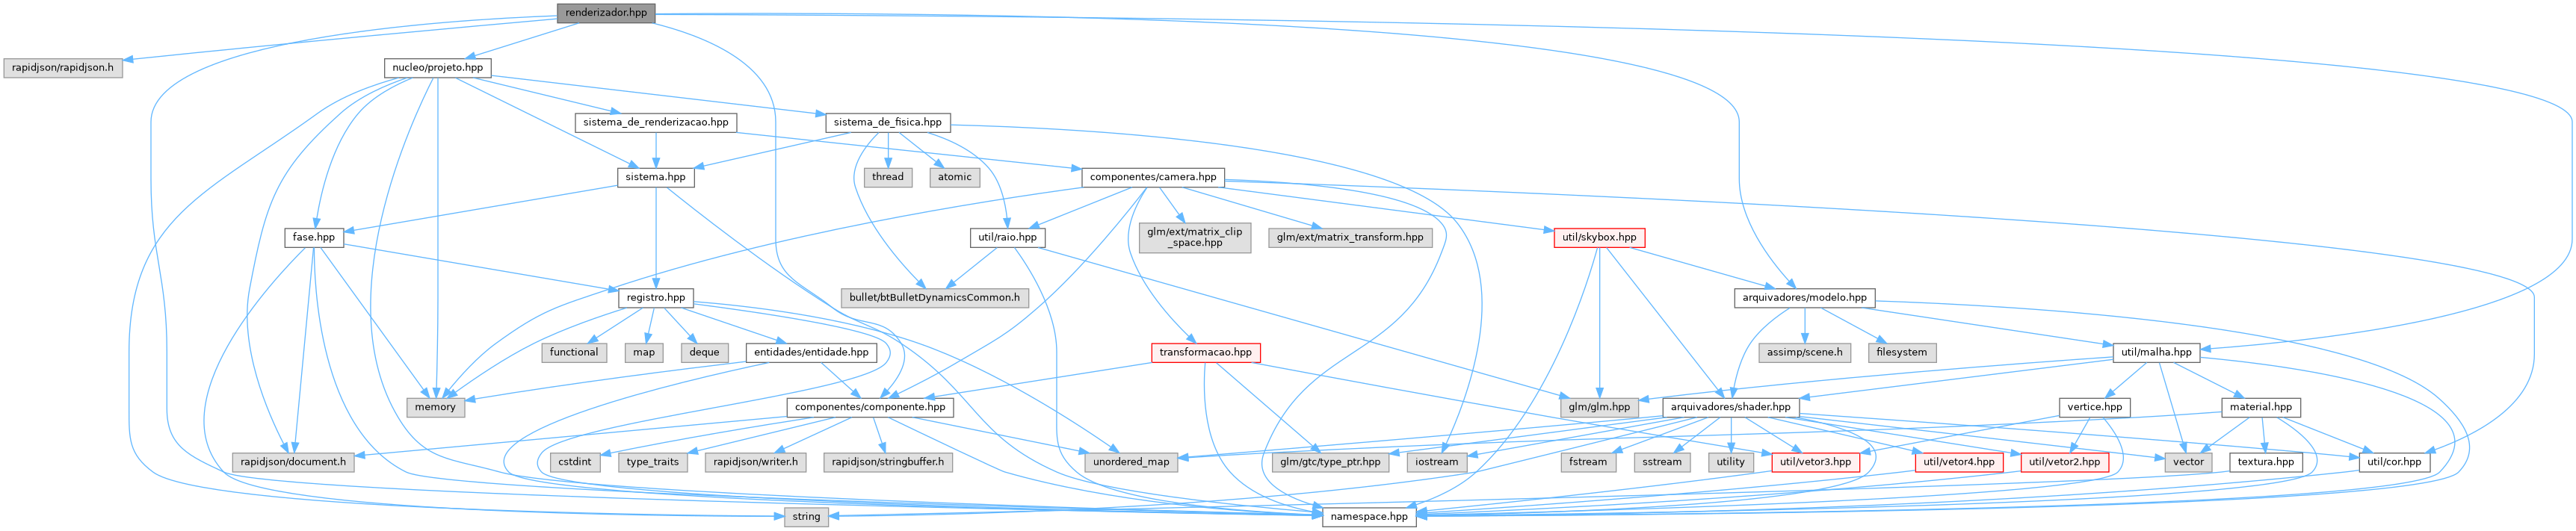 renderizador.hpp
rapidjson/rapidjson.h
nucleo/projeto.hpp
sistema_de_renderizacao.hpp
sistema_de_fisica.hpp
sistema.hpp
thread
atomic
componentes/camera.hpp
fase.hpp
util/raio.hpp
glm/ext/matrix_clip
_space.hpp
glm/ext/matrix_transform.hpp
util/skybox.hpp
registro.hpp
bullet/btBulletDynamicsCommon.h
arquivadores/modelo.hpp
functional
map
deque
entidades/entidade.hpp
transformacao.hpp
assimp/scene.h
filesystem
util/malha.hpp
memory
componentes/componente.hpp
glm/glm.hpp
arquivadores/shader.hpp
vertice.hpp
material.hpp
rapidjson/document.h
cstdint
type_traits
rapidjson/writer.h
rapidjson/stringbuffer.h
unordered_map
glm/gtc/type_ptr.hpp
iostream
fstream
sstream
utility
util/vetor3.hpp
util/vetor4.hpp
util/vetor2.hpp
vector
textura.hpp
util/cor.hpp
string
namespace.hpp